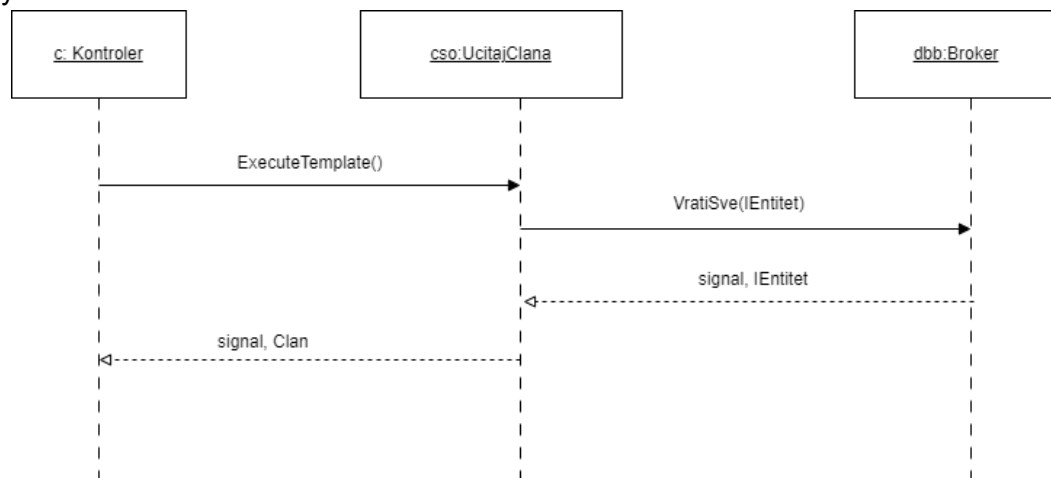 y
c: Kontroler
cso:UcitajClana
dbb:Broker
ExecuteTemplate()
VratiSve(IEntitet)
signal, IEntitet
signal, Clan